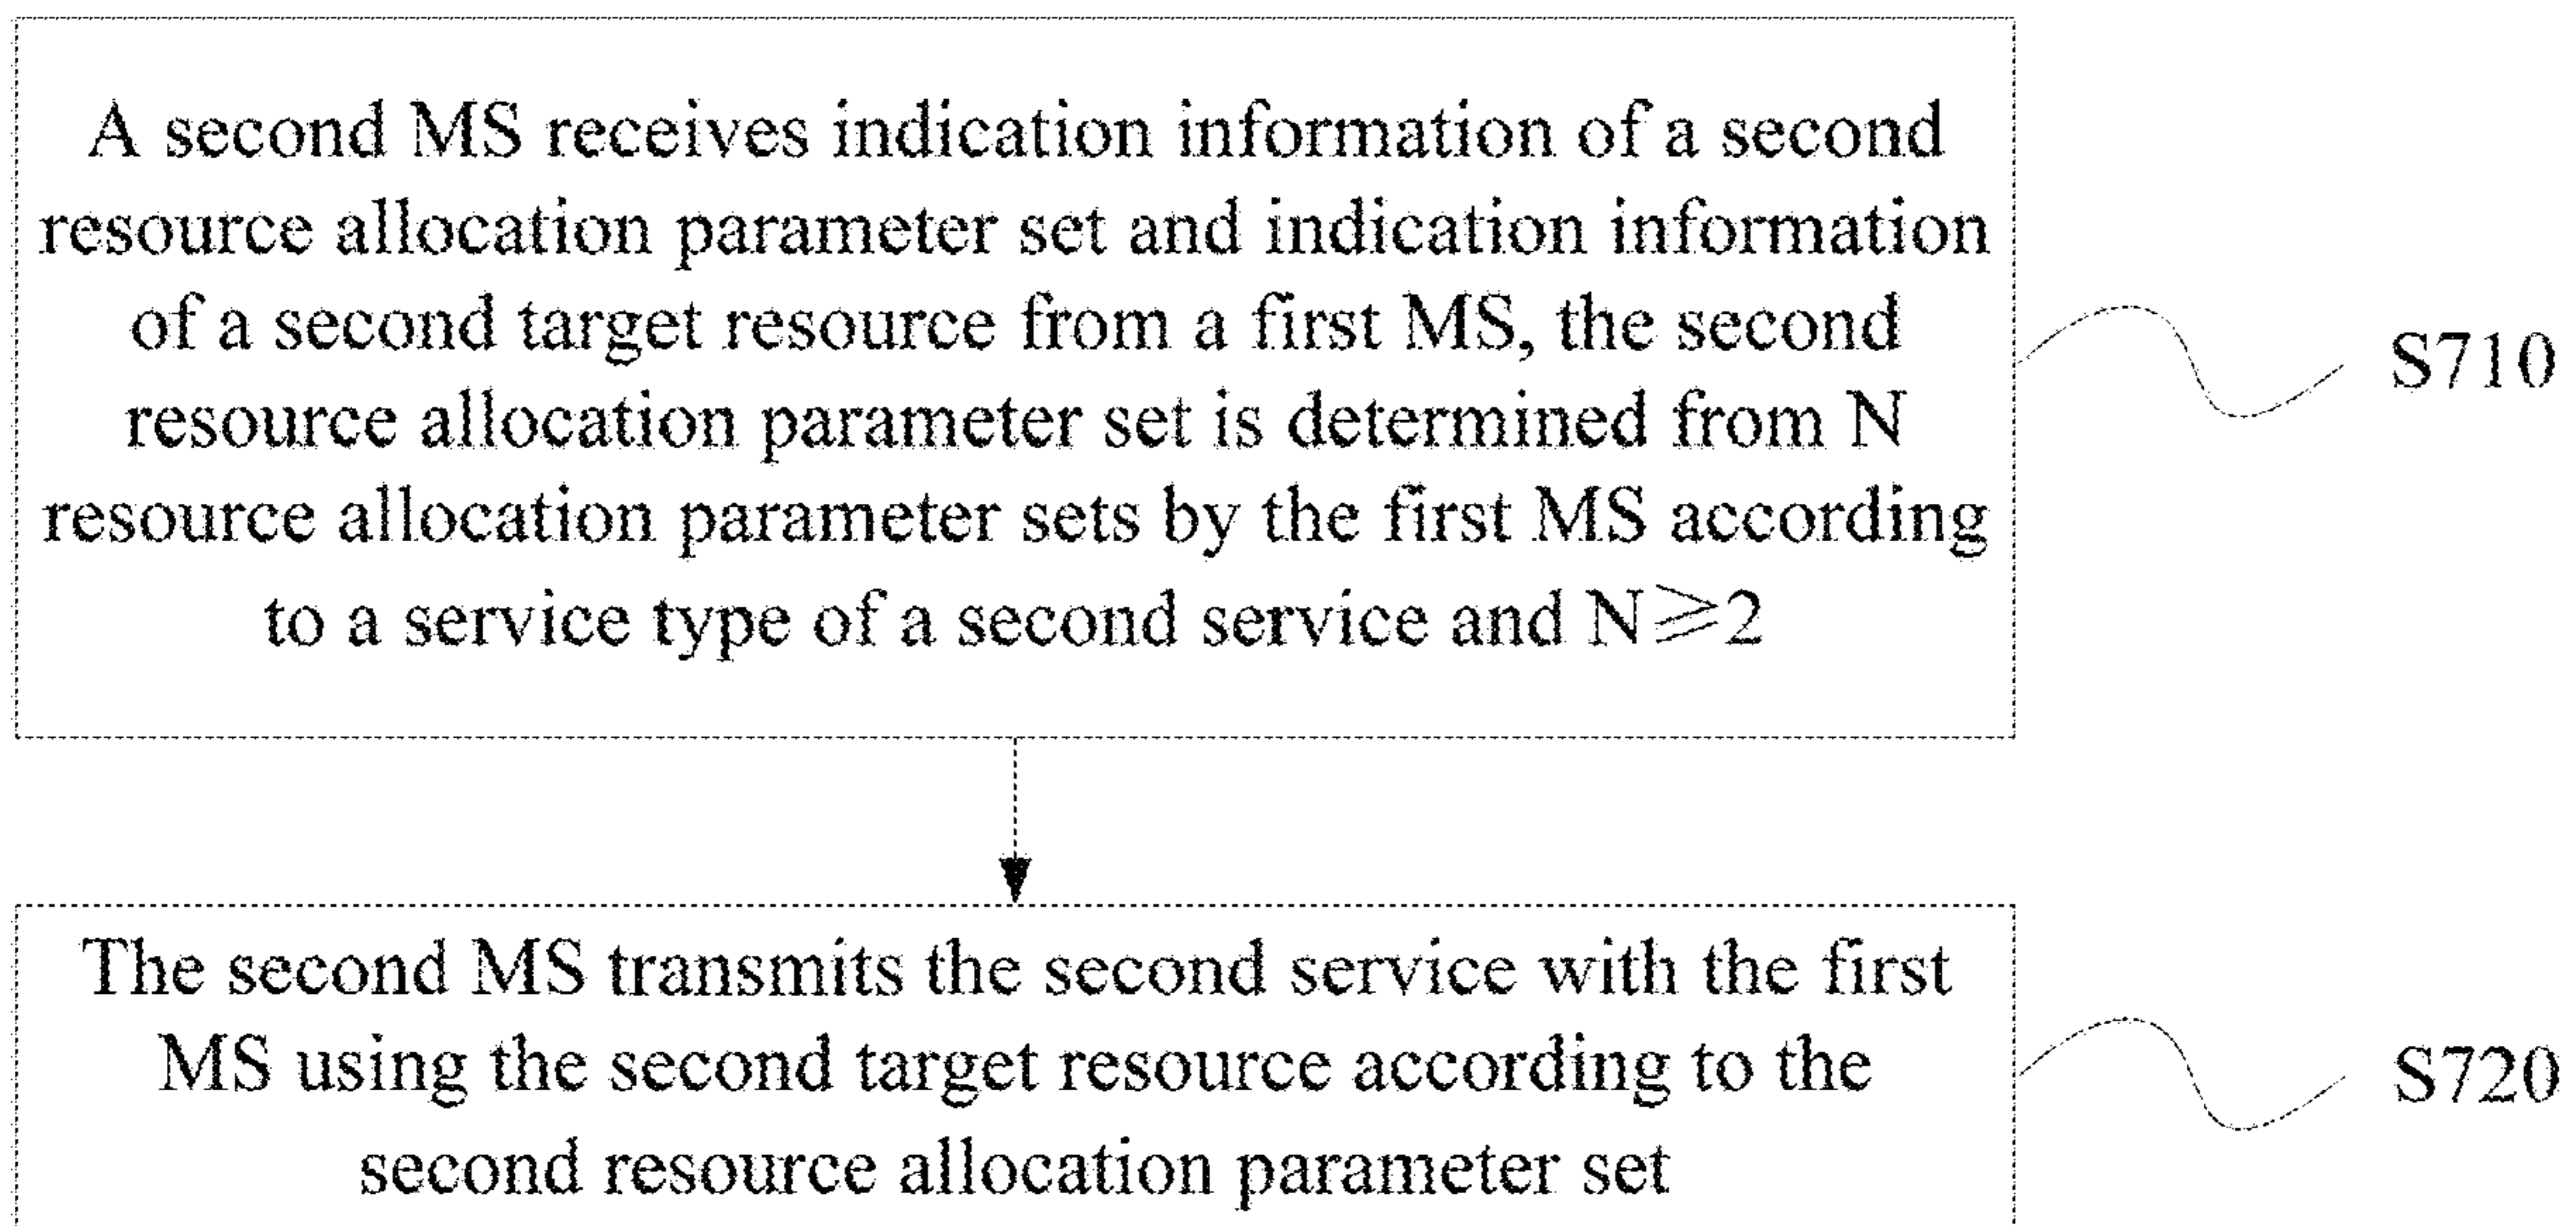 A second MS receives indication information of a second
resource allocation parameter set and indication information
of a second target resource from a first MS, the second
resource allocation parameter set is determined from N
resource allocation parameter sets by the first MS according
to a service type of a second service and N⩾2
S710
The second MS transmits the second service with the first
MS using the second target resource according to the
second resource allocation parameter set
S720